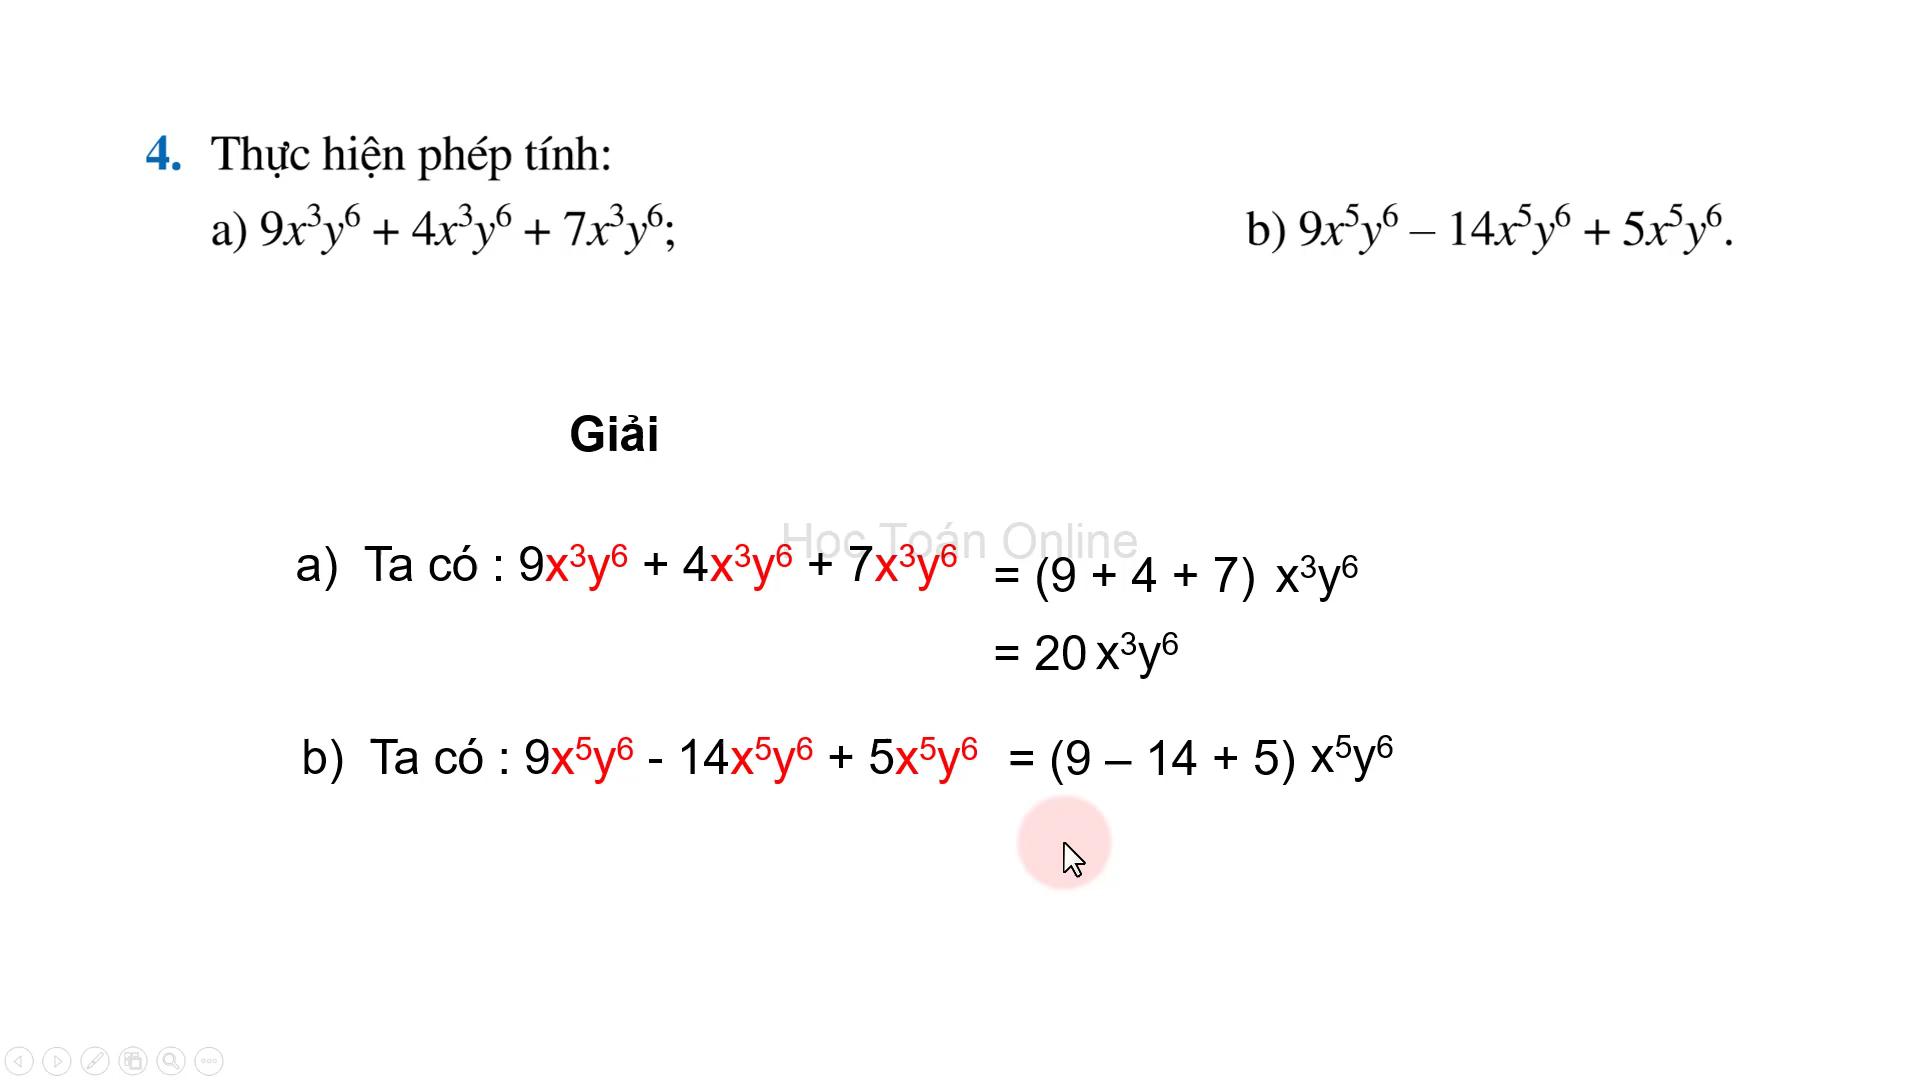 4. Thực hiện phép tính:
a) 9x³y⁶ + 4x³y⁶ + 7x³y⁶; b) 9x⁵y⁶ – 14x⁵y⁶ + 5x⁵y⁶.
Giải
Học Toán Online
a) Ta có : 9x³y⁶ + 4x³y⁶ + 7x³y⁶ = (9 + 4 + 7) x³y⁶
= 20 x³y⁶
b) Ta có : 9x⁵y⁶ - 14x⁵y⁶ + 5x⁵y⁶ = (9 – 14 + 5) x⁵y⁶